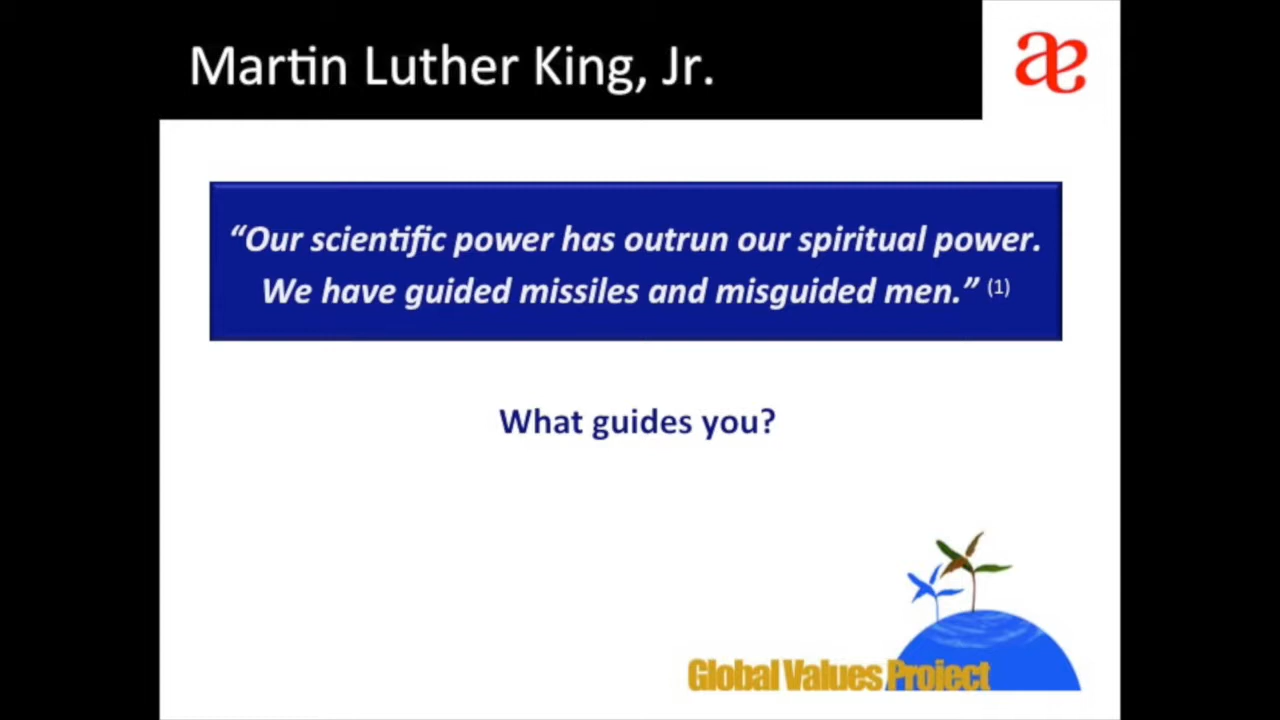 Martin Luther King, Jr.
æ
“Our scientific power has outrun our spiritual power.
We have guided missiles and misguided men.” (1)
What guides you?
Global Values Project